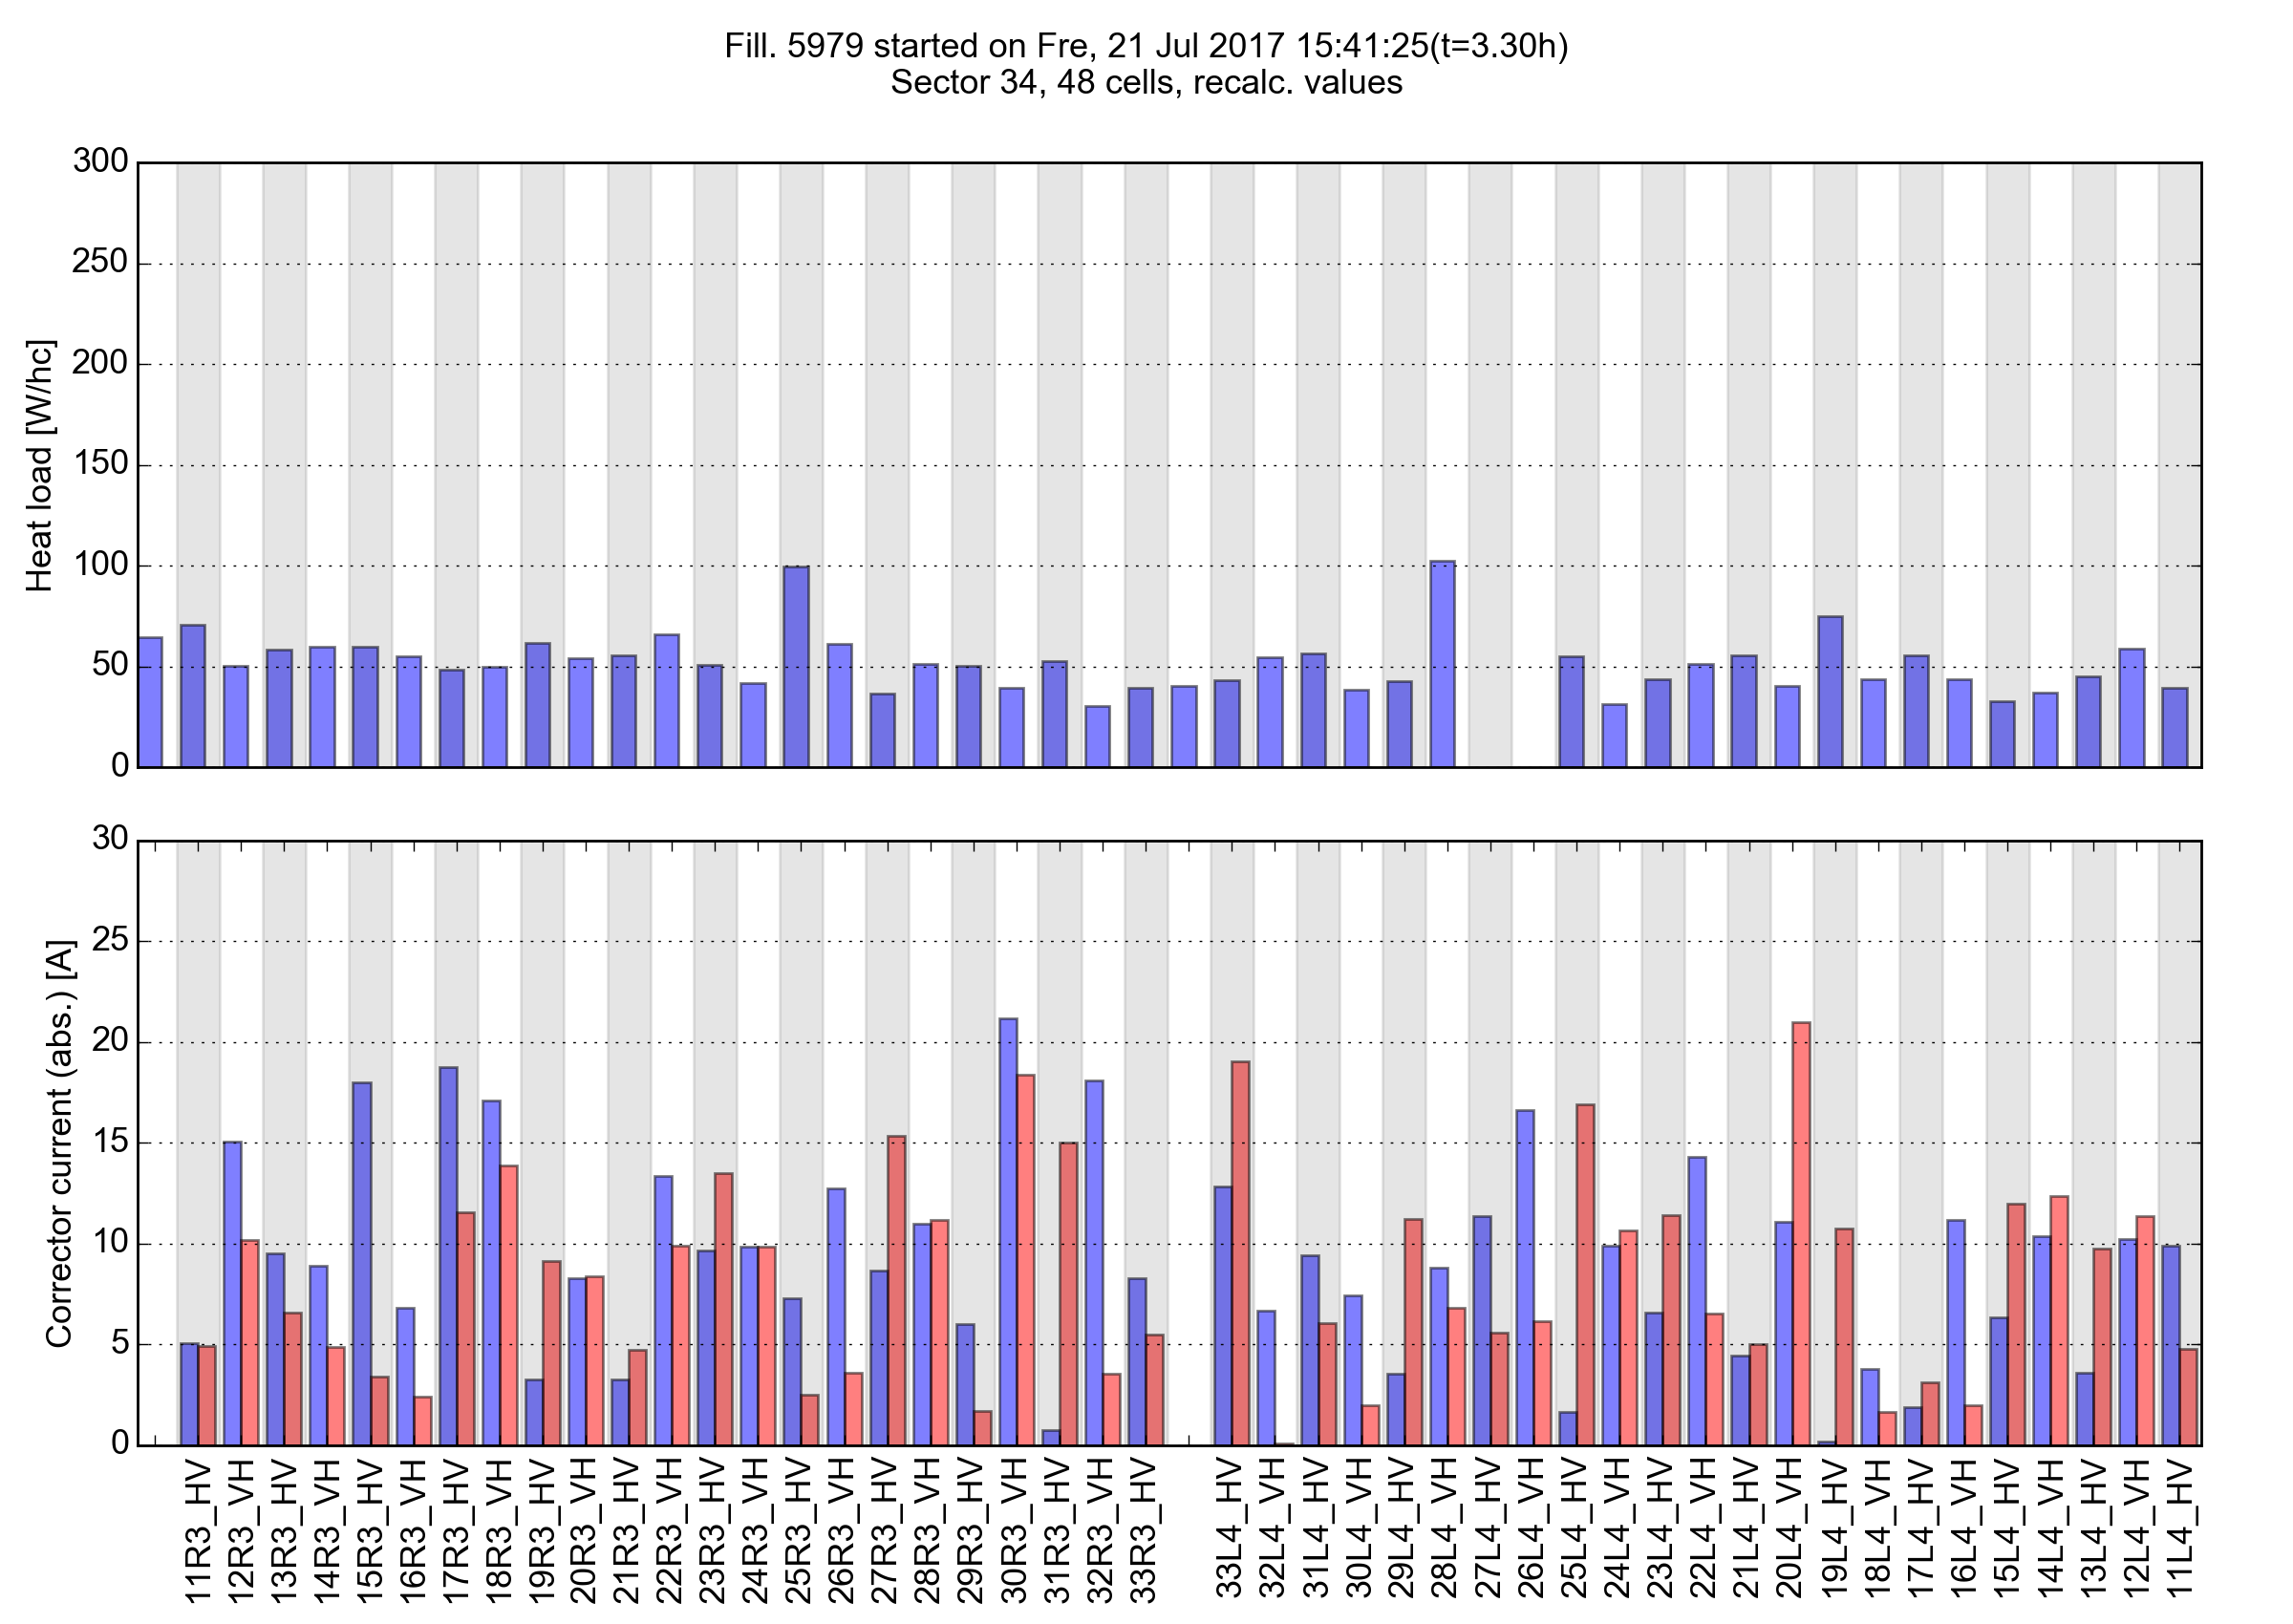 Fill. 5979 started on Fre, 21 Jul 2017 15:41:25(t=3.30h)
Sector 34, 48 cells, recalc. values
300
250
200
150
100
50
0
Heat load [W/hc]
30
25
20
15
10
5
0
Corrector current (abs.) [A]
11R3_HV
12R3_VH
13R3_HV
14R3_VH
15R3_HV
16R3_VH
17R3_HV
18R3_VH
19R3_HV
20R3_VH
21R3_HV
22R3_VH
23R3_HV
24R3_VH
25R3_HV
26R3_VH
27R3_HV
28R3_VH
29R3_HV
30R3_VH
31R3_HV
32R3_VH
33R3_HV
33L4_HV
32L4_VH
31L4_HV
30L4_VH
29L4_HV
28L4_VH
27L4_HV
26L4_VH
25L4_HV
24L4_VH
23L4_HV
22L4_VH
21L4_HV
20L4_VH
19L4_HV
18L4_VH
17L4_HV
16L4_VH
15L4_HV
14L4_VH
13L4_HV
12L4_VH
11L4_HV